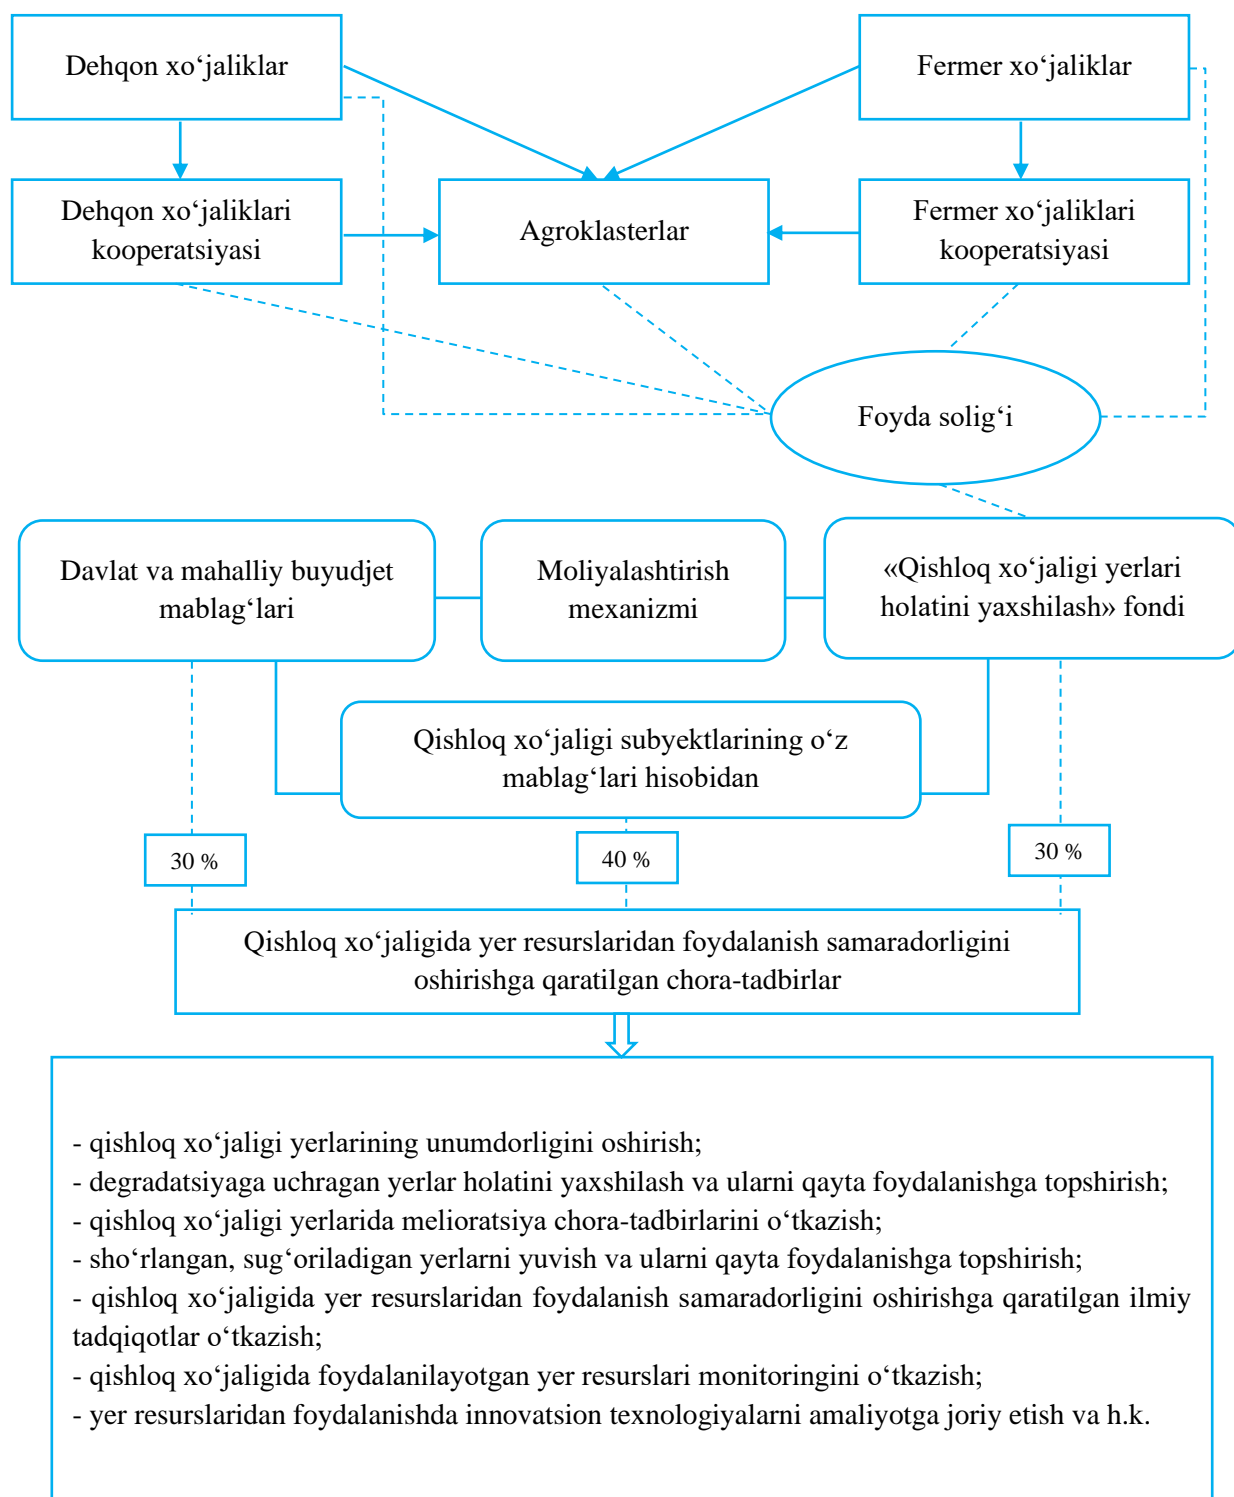 Dehqon xo‘jaliklar
Fermer xo‘jaliklar
Dehqon xo‘jaliklari
kooperatsiyasi
Agroklasterlar
Fermer xo‘jaliklari
kooperatsiyasi
Foyda solig‘i
Davlat va mahalliy buyudjet
mablag‘lari
Moliyalashtirish
mexanizmi
«Qishloq xo‘jaligi yerlari
holatini yaxshilash» fondi
Qishloq xo‘jaligi subyektlarining o‘z
mablag‘lari hisobidan
30 %
40 %
30 %
Qishloq xo‘jaligida yer resurslaridan foydalanish samaradorligini
oshirishga qaratilgan chora-tadbirlar
- qishloq xo‘jaligi yerlarining unumdorligini oshirish;
- degradatsiyaga uchragan yerlar holatini yaxshilash va ularni qayta foydalanishga topshirish;
- qishloq xo‘jaligi yerlarida melioratsiya chora-tadbirlarini o‘tkazish;
- sho‘rlangan, sug‘oriladigan yerlarni yuvish va ularni qayta foydalanishga topshirish;
- qishloq xo‘jaligida yer resurslaridan foydalanish samaradorligini oshirishga qaratilgan ilmiy
tadqiqotlar o‘tkazish;
- qishloq xo‘jaligida foydalanilayotgan yer resurslari monitoringini o‘tkazish;
- yer resurslaridan foydalanishda innovatsion texnologiyalarni amaliyotga joriy etish va h.k.